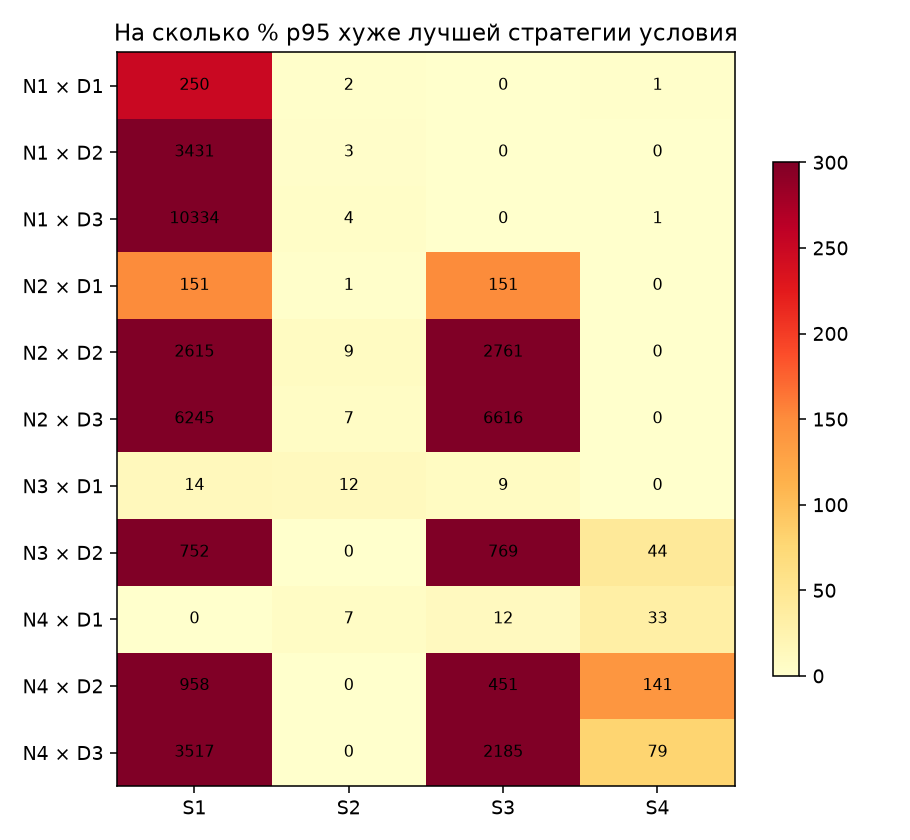 На сколько % p95 хуже лучшей стратегии условия
N1 × D1 250 2 0 1
N1 × D2 3431 3 0 0
N1 × D3 10334 4 0 1
N2 × D1 151 1 151 0
N2 × D2 2615 9 2761 0
N2 × D3 6245 7 6616 0
N3 × D1 14 12 9 0
N3 × D2 752 0 769 44
N4 × D1 0 7 12 33
N4 × D2 958 0 451 141
N4 × D3 3517 0 2185 79
S1 S2 S3 S4
300
250
200
150
100
50
0